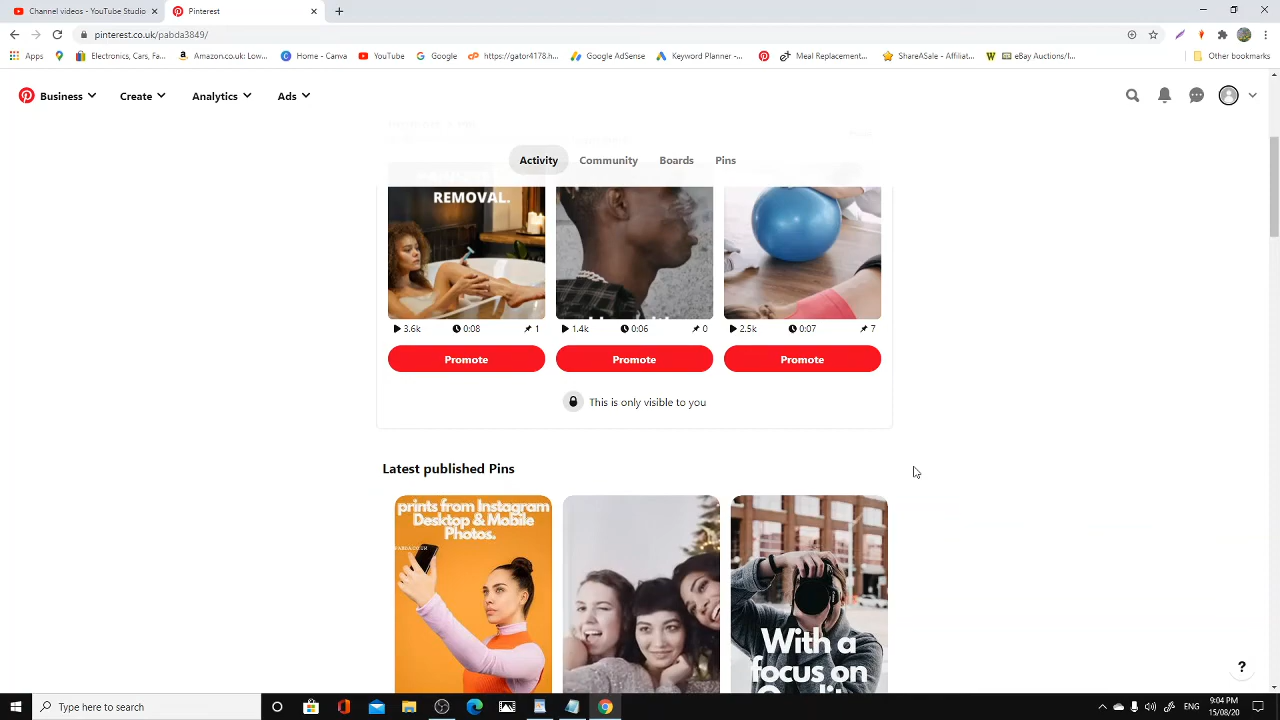 Channel videos - YouTube Studio
Pinterest
pinterest.co.uk/pabda3849/
Apps
Electronics, Cars, Fa...
Amazon.co.uk: Low...
Home - Canva
YouTube
Google
https://gator4178.h...
Google AdSense
Keyword Planner -...
Meal Replacement...
ShareASale - Affiliat...
eBay Auctions/I...
Other bookmarks
Business
Create
Analytics
Ads
Activity
Community
Boards
Pins
REMOVAL.
3.6k 0:08 1
1.4k 0:06 0
2.5k 0:07 7
Promote
Promote
Promote
This is only visible to you
Latest published Pins
prints from Instagram
Desktop & Mobile
Photos.
With a
focus on
?
Type here to search
9:04 PM
15/08/20